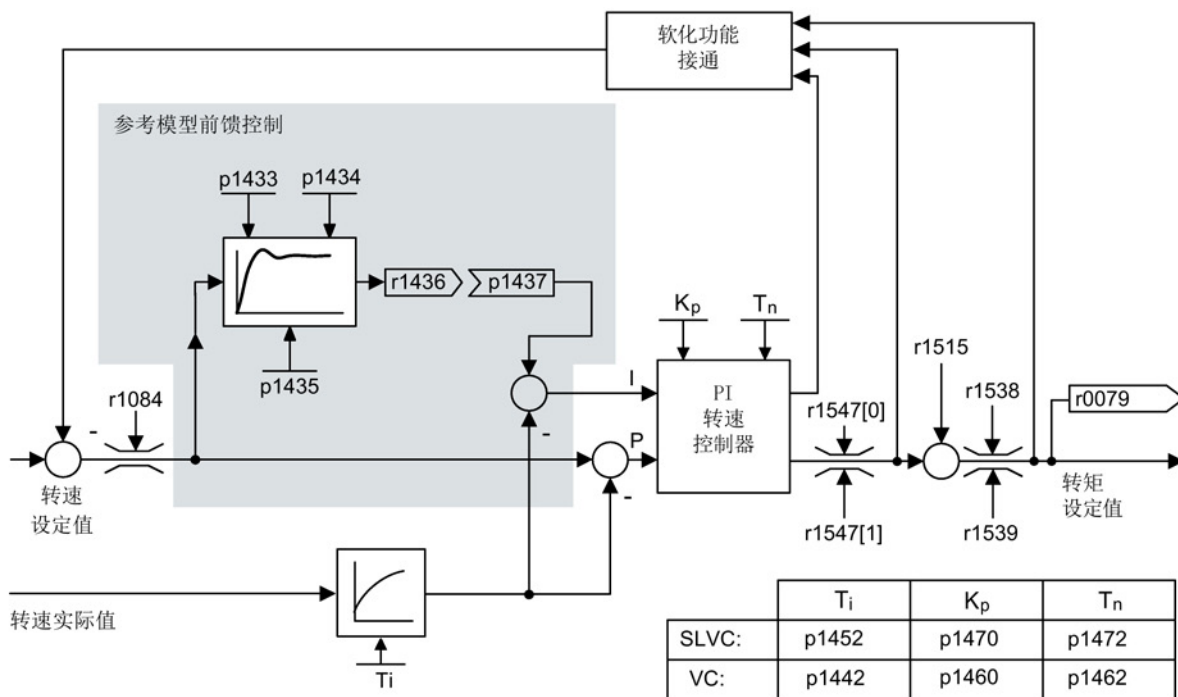 软化功能
接通
参考模型前馈控制
p1433
p1434
r1436
p1437
p1435
Kp
Tn
r1515
r1084
I
PI
转速
控制器
r1547[0]
r1538
r0079
-
-
P
-
转速
设定值
r1547[1]
r1539
转矩
设定值
转速实际值
Ti
Ti Kp Tn
SLVC: p1452 p1470 p1472
VC: p1442 p1460 p1462